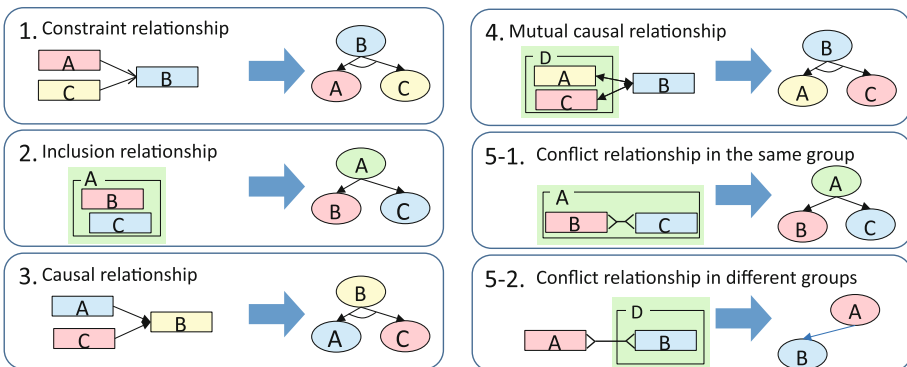 1. Constraint relationship
A
C
B
B
A
C
2. Inclusion relationship
A
B
C
A
B
C
3. Causal relationship
A
C
B
B
A
C
4. Mutual causal relationship
D
A
C
B
B
A
C
5-1. Conflict relationship in the same group
A
B
C
A
B
C
5-2. Conflict relationship in different groups
D
A
B
A
B